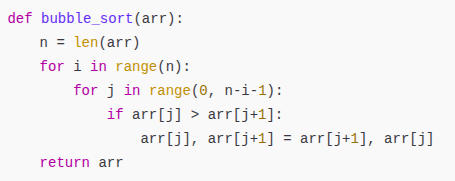 def bubble_sort(arr):
    n = len(arr)
    for i in range(n):
        for j in range(0, n-i-1):
            if arr[j] > arr[j+1]:
                arr[j], arr[j+1] = arr[j+1], arr[j]
    return arr